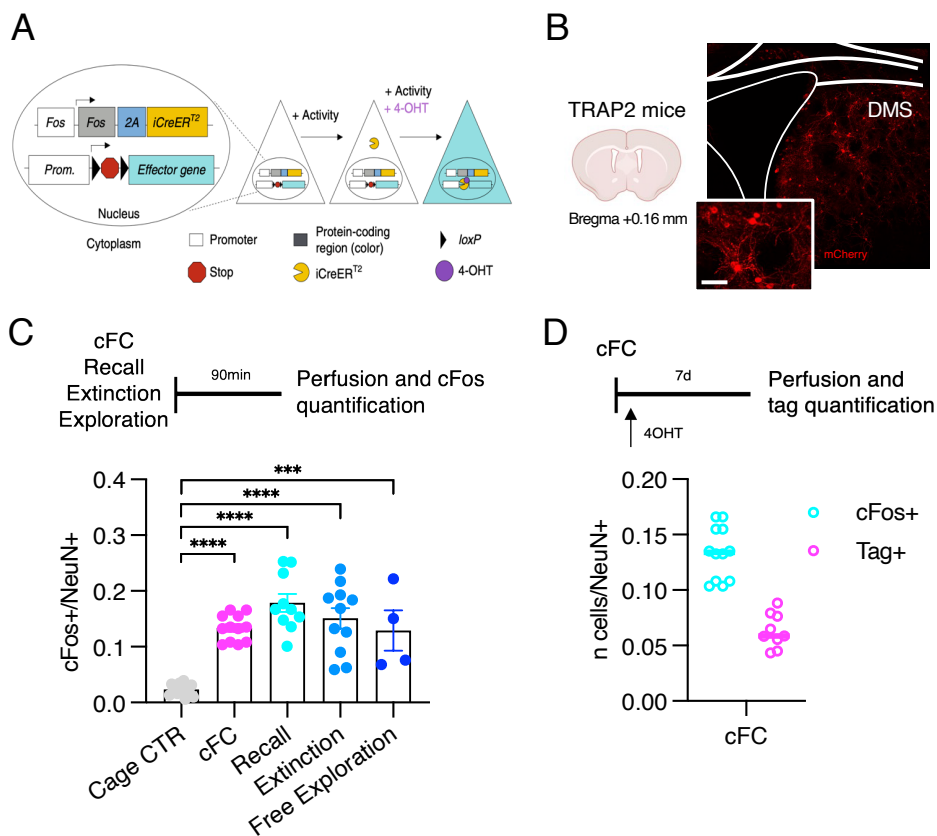 A
Fos
Fos
2A
iCreER^T2
Prom.
STOP
Effector gene
Nucleus
Cytoplasm
+ Activity
+ Activity
+ 4-OHT
Promoter
Protein-coding
region (color)
loxP
Stop
iCreER^T2
4-OHT
B
TRAP2 mice
Bregma +0.16 mm
DMS
mCherry
C
cFC
Recall
Extinction
Exploration
90min
Perfusion and cFos
quantification
cFos+/NeuN+
0.4
0.3
0.2
0.1
0.0
***
****
****
****
Cage CTR
cFC
Recall
Extinction
Free Exploration
D
cFC
7d
4OHT
Perfusion and
tag quantification
n cells/NeuN+
0.20
0.15
0.10
0.05
0.00
cFC
cFos+
Tag+